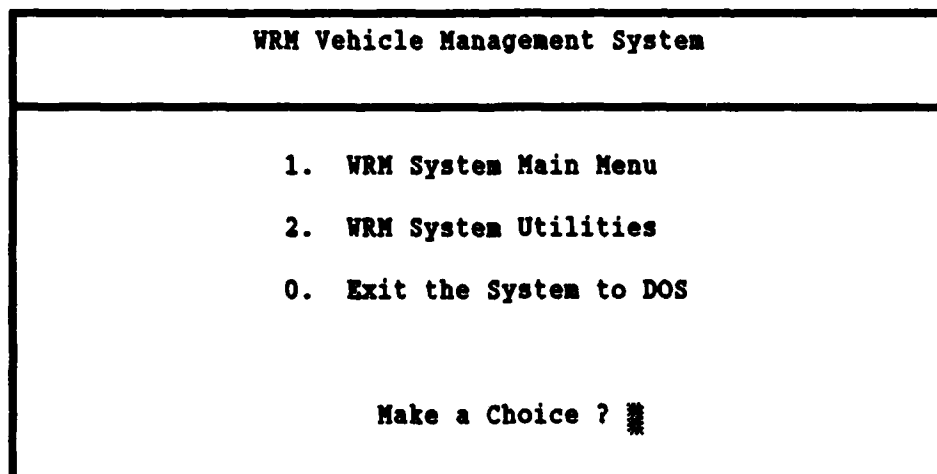 WRM Vehicle Management System
1. WRM System Main Menu
2. WRM System Utilities
0. Exit the System to DOS
Make a Choice ?